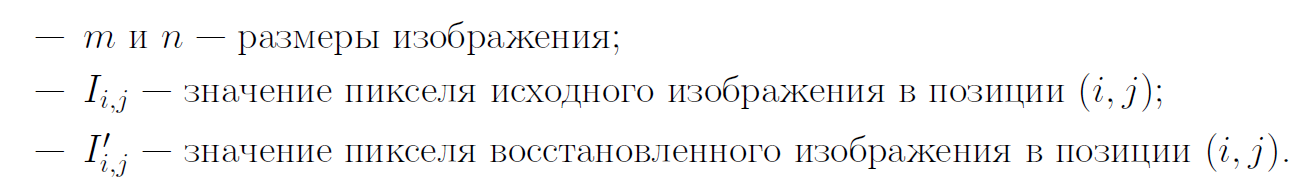 — m и n — размеры изображения;
— I_{i,j} — значение пикселя исходного изображения в позиции (i, j);
— I'_{i,j} — значение пикселя восстановленного изображения в позиции (i, j).